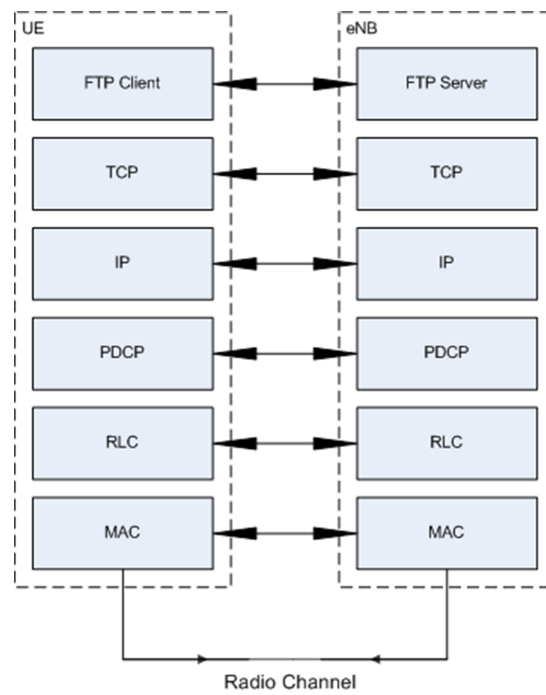 UE
eNB
FTP Client
FTP Server
TCP
TCP
IP
IP
PDCP
PDCP
RLC
RLC
MAC
MAC
Radio Channel